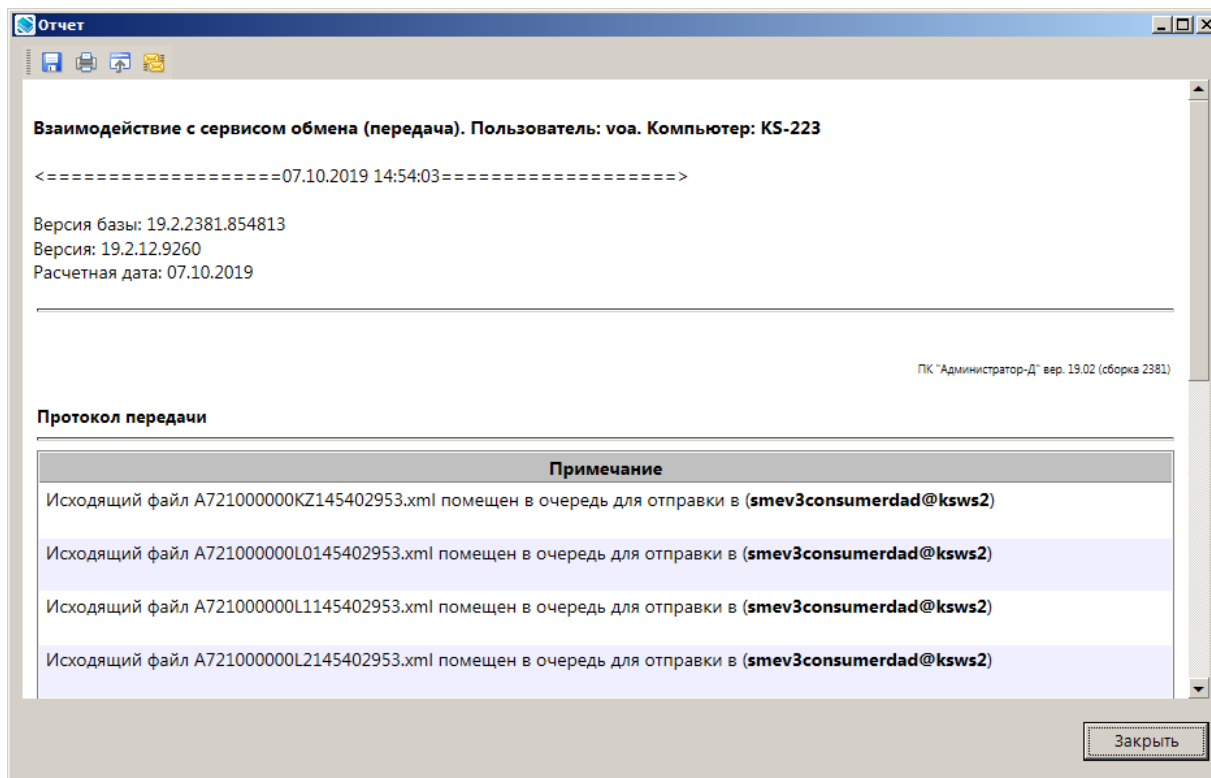 Отчет
Взаимодействие с сервисом обмена (передача). Пользователь: voa. Компьютер: KS-223
<===================07.10.2019 14:54:03===================>
Версия базы: 19.2.2381.854813
Версия: 19.2.12.9260
Расчетная дата: 07.10.2019
ПК "Администратор-Д" вер. 19.02 (сборка 2381)
Протокол передачи
Примечание
Исходящий файл A721000000KZ145402953.xml помещен в очередь для отправки в (smev3consumerdad@ksws2)
Исходящий файл A721000000L0145402953.xml помещен в очередь для отправки в (smev3consumerdad@ksws2)
Исходящий файл A721000000L1145402953.xml помещен в очередь для отправки в (smev3consumerdad@ksws2)
Исходящий файл A721000000L2145402953.xml помещен в очередь для отправки в (smev3consumerdad@ksws2)
Закрыть